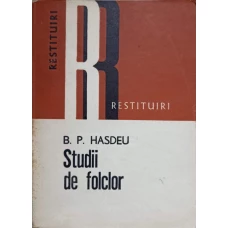 RESTITUIRI
R
RESTITUIRI
B. P. HASDEU
Studii
de folclor